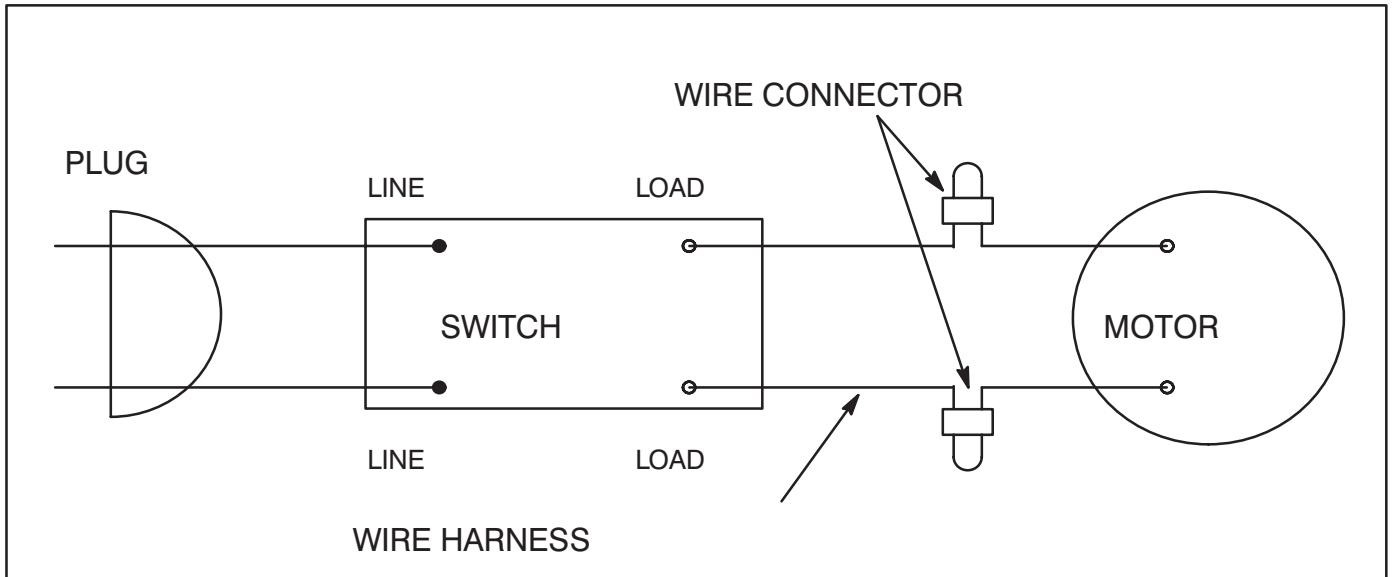 WIRE CONNECTOR
PLUG
LINE
LOAD
SWITCH
MOTOR
LINE
LOAD
WIRE HARNESS